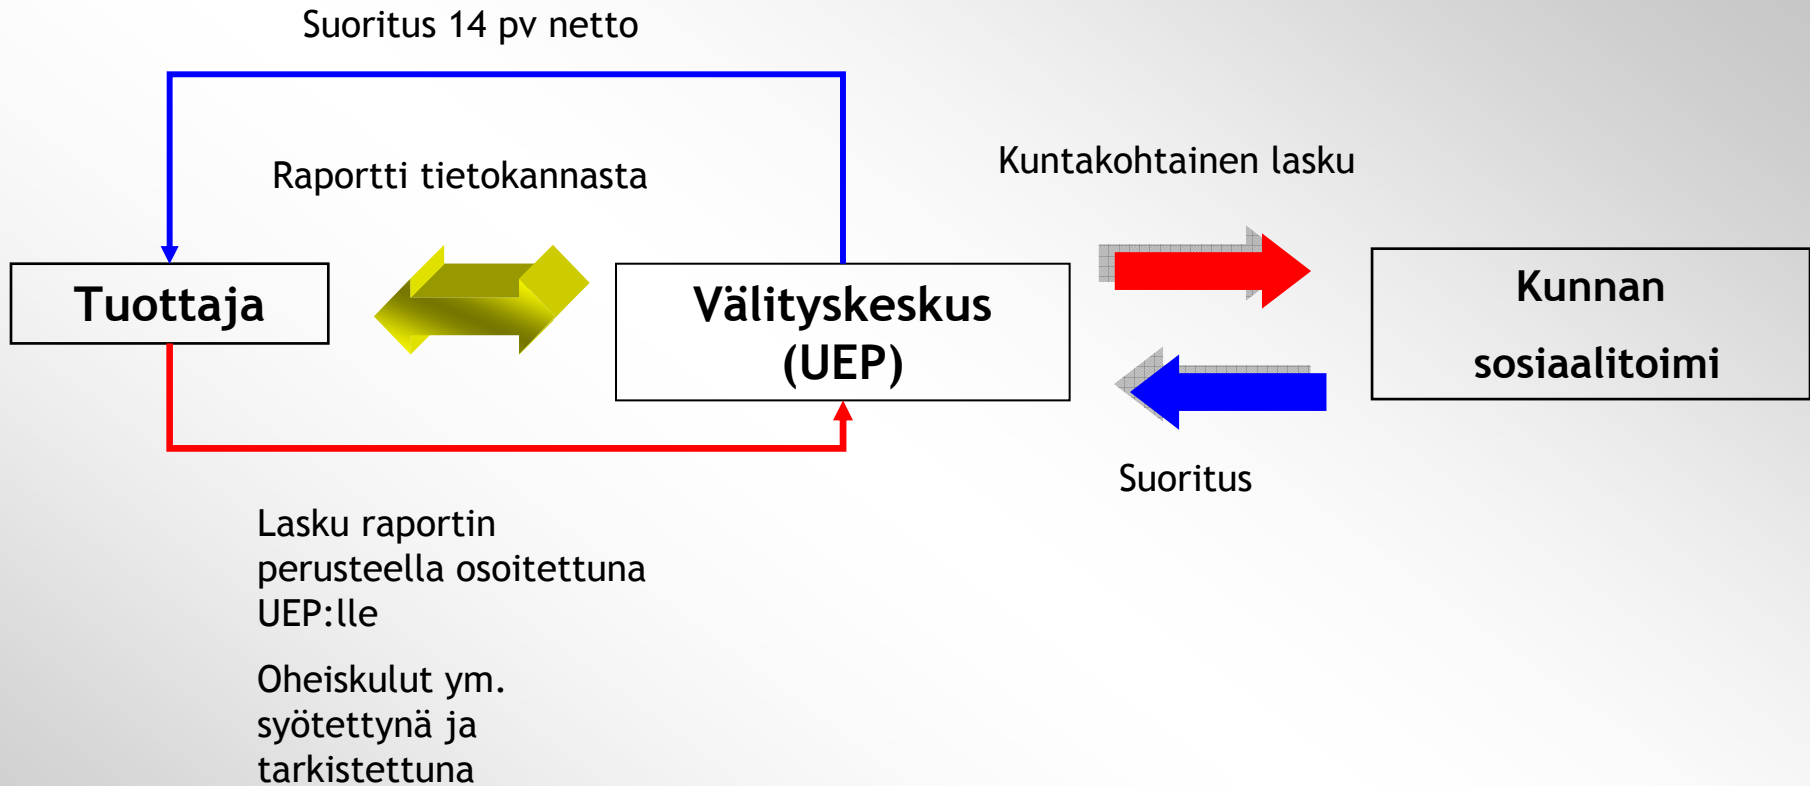 Suoritus 14 pv netto
Raportti tietokannasta
Kuntakohtainen lasku
Tuottaja
Välityskeskus
(UEP)
Kunnan
sosiaalitoimi
Suoritus
Lasku raportin
perusteella osoitettuna
UEP:lle
Oheiskulut ym.
syötettynä ja
tarkistettuna